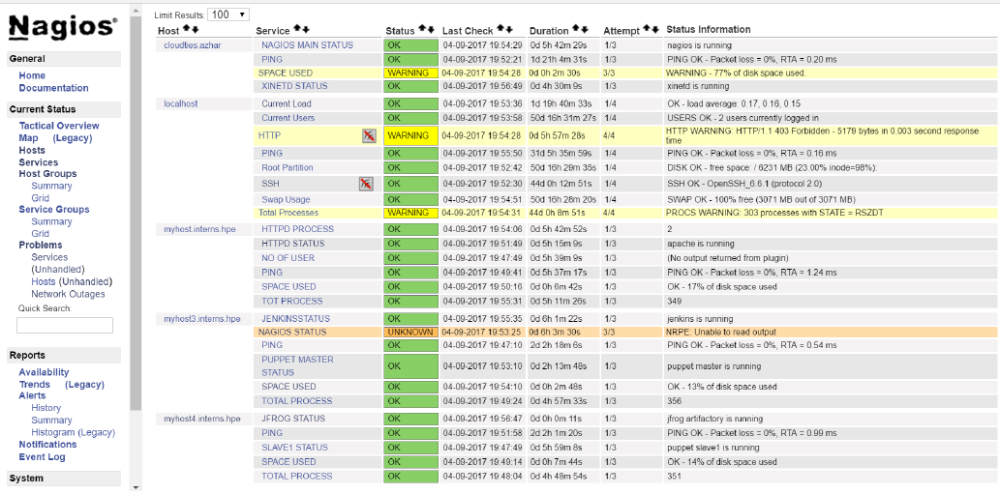 Nagios®
General
Home
Documentation
Current Status
Tactical Overview
Map (Legacy)
Hosts
Services
Host Groups
Summary
Grid
Service Groups
Summary
Grid
Problems
Services
(Unhandled)
Hosts (Unhandled)
Network Outages
Quick Search:
Reports
Availability
Trends (Legacy)
Alerts
History
Summary
Histogram (Legacy)
Notifications
Event Log
System
Limit Results: 100
Host Service Status Last Check Duration Attempt Status Information
cloudties.azhar NAGIOS MAIN STATUS OK 04-09-2017 19:54:29 0d 5h 42m 29s 1/3 nagios is running
PING OK 04-09-2017 19:52:21 1d 21h 4m 31s 1/3 PING OK - Packet loss = 0%, RTA = 0.20 ms
SPACE USED WARNING 04-09-2017 19:54:28 0d 0h 2m 30s 3/3 WARNING - 77% of disk space used.
XINETD STATUS OK 04-09-2017 19:56:49 0d 4h 30m 9s 1/3 xinetd is running
localhost Current Load OK 04-09-2017 19:53:36 1d 19h 40m 33s 1/4 OK - load average: 0.17, 0.16, 0.15
Current Users OK 04-09-2017 19:53:58 50d 16h 31m 27s 1/4 USERS OK - 2 users currently logged in
HTTP WARNING 04-09-2017 19:54:28 0d 5h 57m 28s 4/4 HTTP WARNING: HTTP/1.1 403 Forbidden - 5179 bytes in 0.003 second response
time
PING OK 04-09-2017 19:55:50 31d 5h 35m 59s 1/4 PING OK - Packet loss = 0%, RTA = 0.16 ms
Root Partition OK 04-09-2017 19:52:42 50d 16h 29m 35s 1/4 DISK OK - free space: / 6231 MB (23.00% inode=98%):
SSH OK 04-09-2017 19:52:30 44d 0h 12m 51s 1/4 SSH OK - OpenSSH_6.6.1 (protocol 2.0)
Swap Usage OK 04-09-2017 19:54:51 50d 16h 28m 20s 1/4 SWAP OK - 100% free (3071 MB out of 3071 MB)
Total Processes WARNING 04-09-2017 19:54:31 44d 0h 8m 51s 4/4 PROCS WARNING: 303 processes with STATE = RSZDT
myhost.interns.hpe HTTPD PROCESS OK 04-09-2017 19:54:06 0d 5h 42m 52s 1/3 2
HTTPD STATUS OK 04-09-2017 19:51:49 0d 5h 15m 9s 1/3 apache is running
NO OF USER OK 04-09-2017 19:47:49 0d 5h 39m 9s 1/3 (No output returned from plugin)
PING OK 04-09-2017 19:49:41 0d 5h 37m 17s 1/3 PING OK - Packet loss = 0%, RTA = 1.24 ms
SPACE USED OK 04-09-2017 19:50:16 0d 0h 6m 42s 1/3 OK - 17% of disk space used
TOT PROCESS OK 04-09-2017 19:55:31 0d 5h 11m 26s 1/3 349
myhost3.interns.hpe JENKINSSTATUS OK 04-09-2017 19:55:35 0d 6h 1m 22s 1/3 jenkins is running
NAGIOS STATUS UNKNOWN 04-09-2017 19:53:25 0d 6h 3m 30s 3/3 NRPE: Unable to read output
PING OK 04-09-2017 19:47:10 2d 2h 18m 6s 1/3 PING OK - Packet loss = 0%, RTA = 0.54 ms
PUPPET MASTER
STATUS OK 04-09-2017 19:53:10 0d 2h 13m 48s 1/3 puppet master is running
SPACE USED OK 04-09-2017 19:54:10 0d 0h 2m 48s 1/3 OK - 13% of disk space used
TOTAL PROCESS OK 04-09-2017 19:49:24 0d 4h 57m 33s 1/3 356
myhost4.interns.hpe JFROG STATUS OK 04-09-2017 19:56:47 0d 0h 0m 11s 1/3 jfrog artifactory is running
PING OK 04-09-2017 19:51:58 2d 2h 1m 20s 1/3 PING OK - Packet loss = 0%, RTA = 0.99 ms
SLAVE1 STATUS OK 04-09-2017 19:47:49 0d 5h 59m 8s 1/3 puppet slave1 is running
SPACE USED OK 04-09-2017 19:49:14 0d 0h 7m 44s 1/3 OK - 14% of disk space used
TOTAL PROCESS OK 04-09-2017 19:48:04 0d 4h 48m 54s 1/3 351